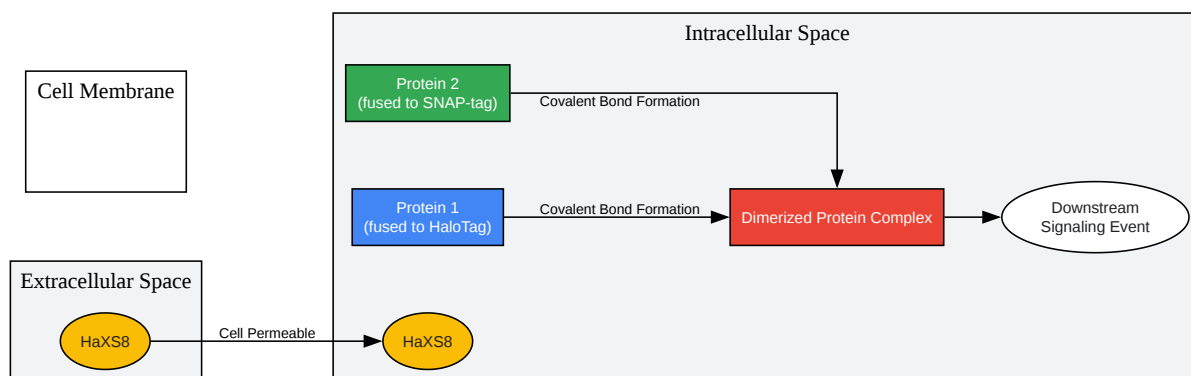 Intracellular Space
Cell Membrane
Protein 2
(fused to SNAP-tag)
Covalent Bond Formation
Protein 1
(fused to HaloTag)
Covalent Bond Formation
Dimerized Protein Complex
Downstream
Signaling Event
Extracellular Space
HaXS8
Cell Permeable
HaXS8